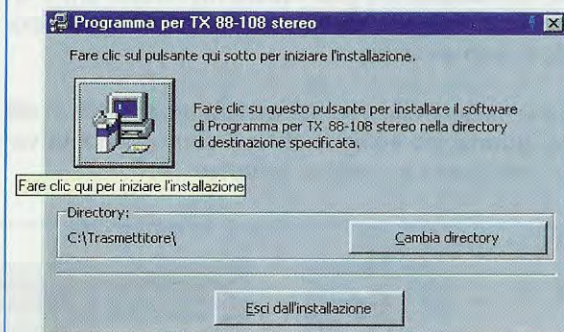 Programma per TX 88-108 stereo
Fare clic sul pulsante qui sotto per iniziare l'installazione.
Fare clic su questo pulsante per installare il software
di Programma per TX 88-108 stereo nella directory
di destinazione specificata.
Fare clic qui per iniziare l'installazione
Directory:
C:\Trasmettitore\
Cambia directory
Esci dall'installazione